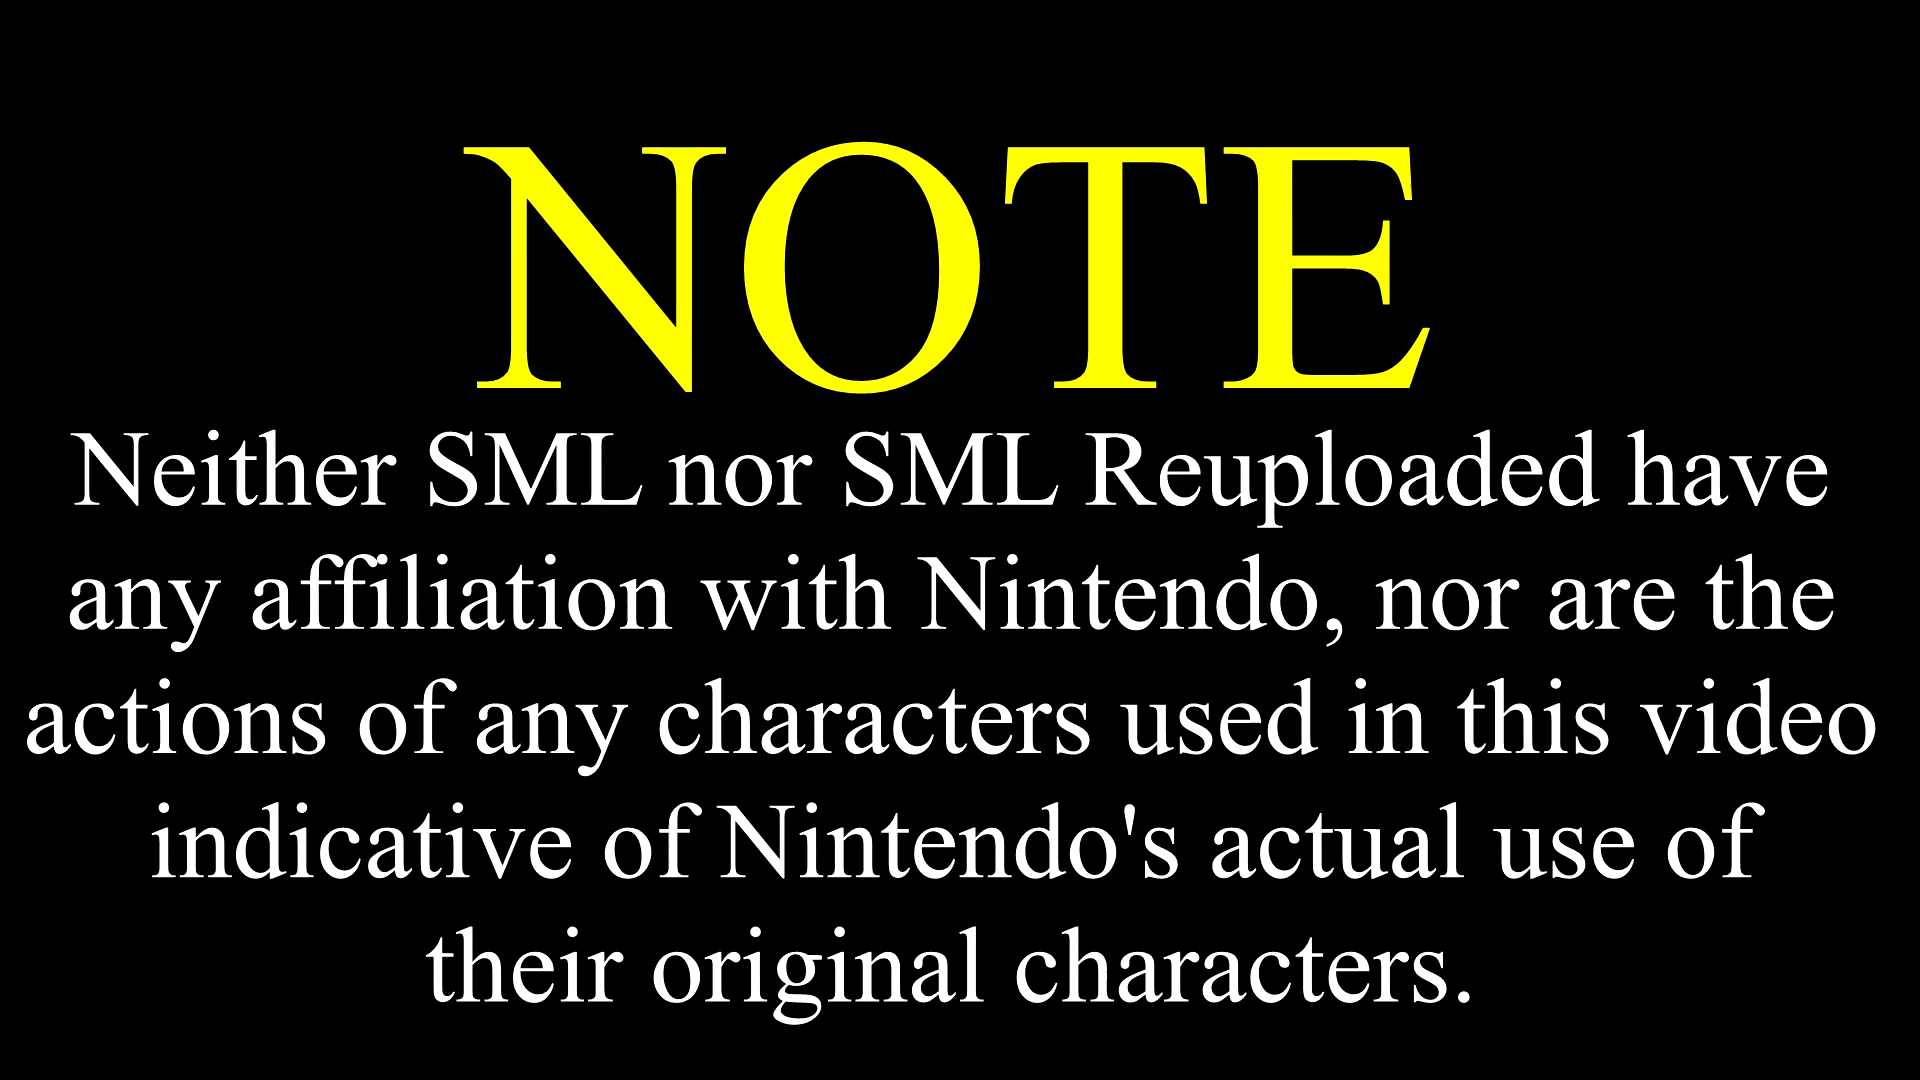 NOTE
Neither SML nor SML Reuploaded have
any affiliation with Nintendo, nor are the
actions of any characters used in this video
indicative of Nintendo's actual use of
their original characters.